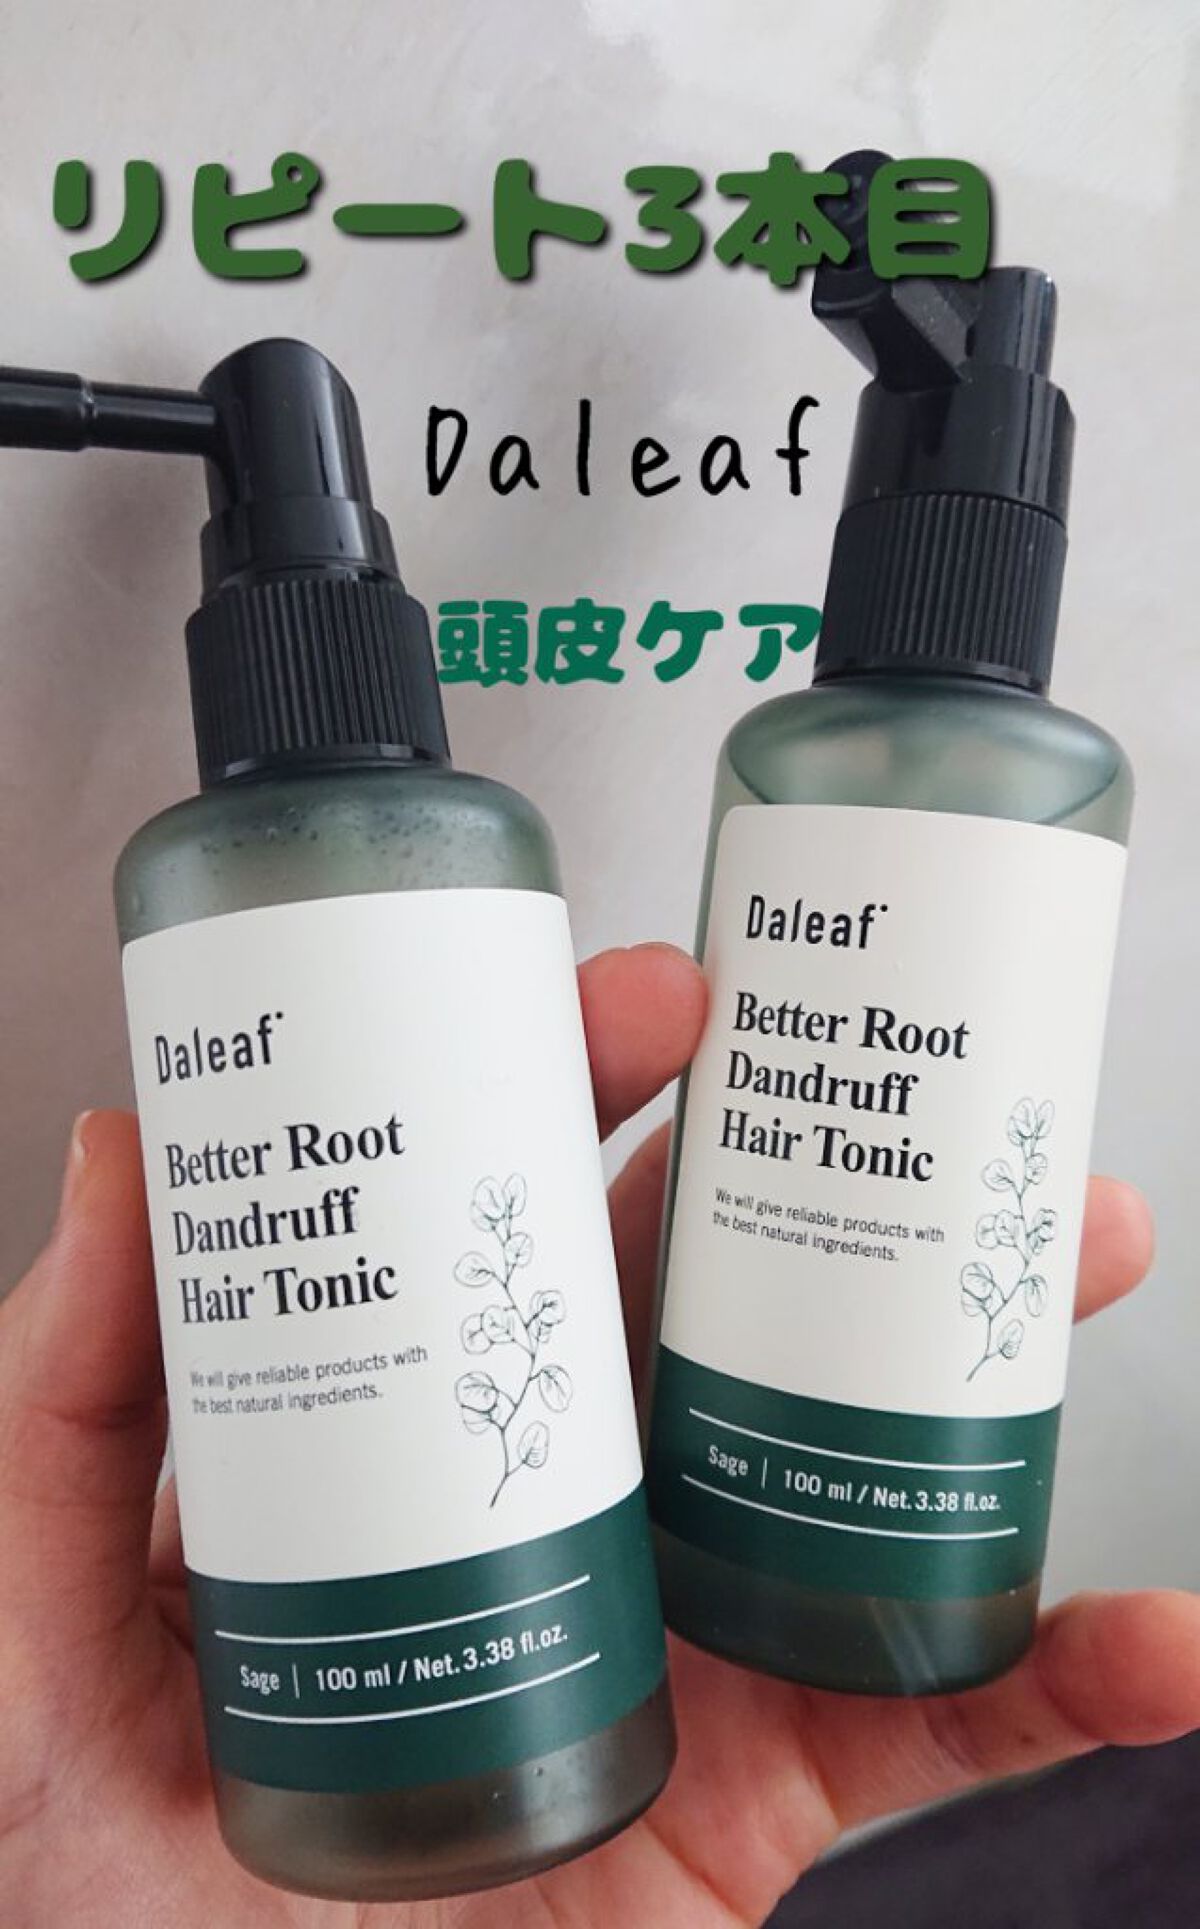 リピート3本目
Daleaf
頭皮ケア
Daleaf
Better Root
Dandruff
Hair Tonic
We will give reliable products with
the best natural ingredients.
Sage | 100 ml / Net. 3.38 fl.oz.
Daleaf
Better Root
Dandruff
Hair Tonic
We will give reliable products with
the best natural ingredients.
Sage | 100 ml / Net. 3.38 fl.oz.